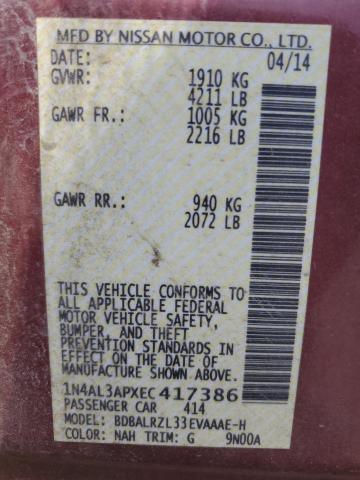 MFD BY NISSAN MOTOR CO., LTD.
DATE: 04/14
GVWR: 1910 KG
4211 LB
GAWR FR.: 1005 KG
2216 LB
GAWR RR.: 940 KG
2072 LB
THIS VEHICLE CONFORMS TO
ALL APPLICABLE FEDERAL
MOTOR VEHICLE SAFETY,
BUMPER, AND THEFT
PREVENTION STANDARDS IN
EFFECT ON THE DATE OF
MANUFACTURE SHOWN ABOVE.
1N4AL3APXEC417386
PASSENGER CAR 414
MODEL: BDBALRZL33EVAAAE-H
COLOR: NAH TRIM: G 9N00A